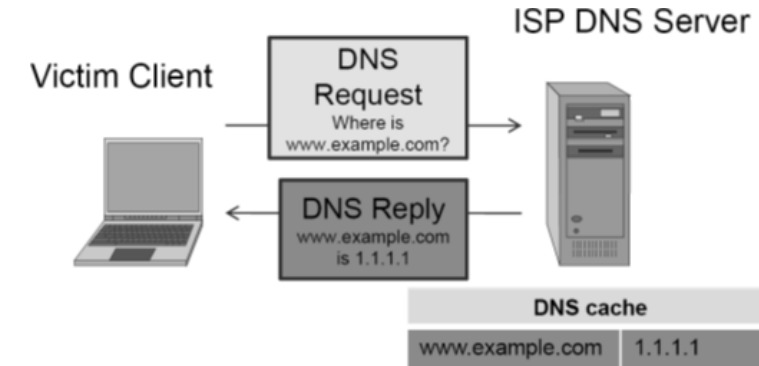 ISP DNS Server
Victim Client
DNS
Request
Where is
www.example.com?
DNS Reply
www.example.com
is 1.1.1.1
DNS cache
www.example.com 1.1.1.1